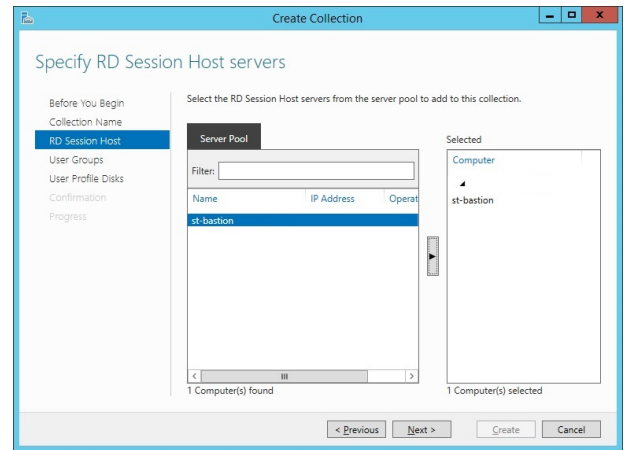 Create Collection
Specify RD Session Host servers
Before You Begin
Collection Name
RD Session Host
User Groups
User Profile Disks
Confirmation
Progress
Select the RD Session Host servers from the server pool to add to this collection.
Server Pool
Filter:
Name IP Address Operat
st-bastion
1 Computer(s) found
Selected
Computer
st-bastion
1 Computer(s) selected
< Previous Next > Create Cancel